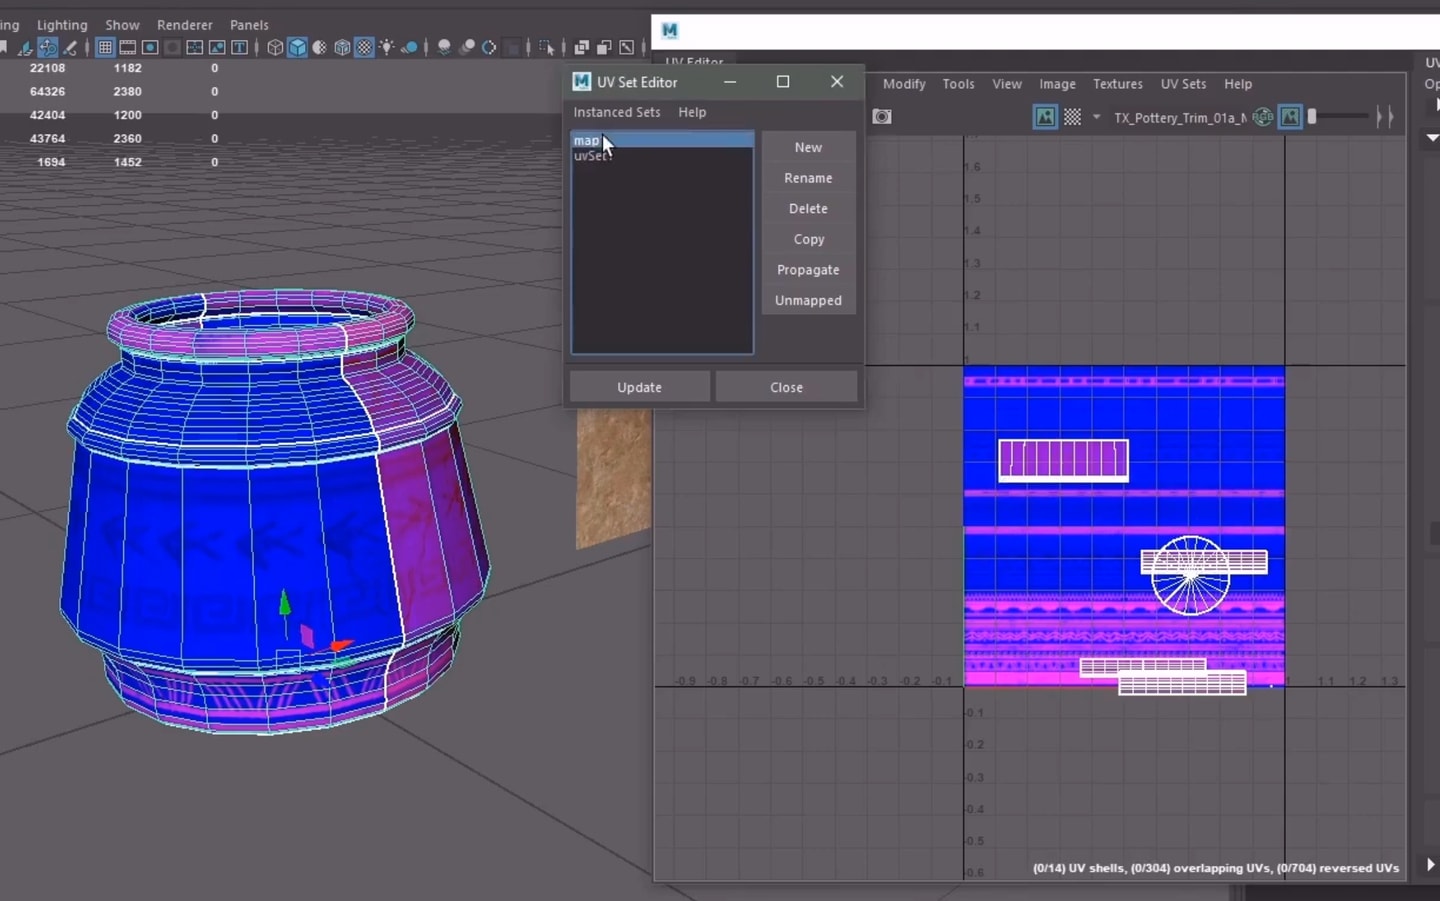 ing Lighting Show Renderer Panels
22108 1182 0
64326 2380 0
42404 1200 0
43764 2360 0
1694 1452 0
UV Set Editor
Instanced Sets Help
map
New
Rename
Delete
Copy
Propagate
Unmapped
Update Close
UV Editor
Modify Tools View Image Textures UV Sets Help
TX_Pottery_Trim_01a_N
RGB
UV
Op
1.6
1.5
1.4
1.3
1.2
1.1
1
-0.9 -0.8 -0.7 -0.6 -0.5 -0.4 -0.3 -0.2 -0.1 1 1.1 1.2 1.3
-0.1
-0.2
-0.3
-0.4
-0.5
-0.6
(0/14) UV shells, (0/304) overlapping UVs, (0/704) reversed UVs